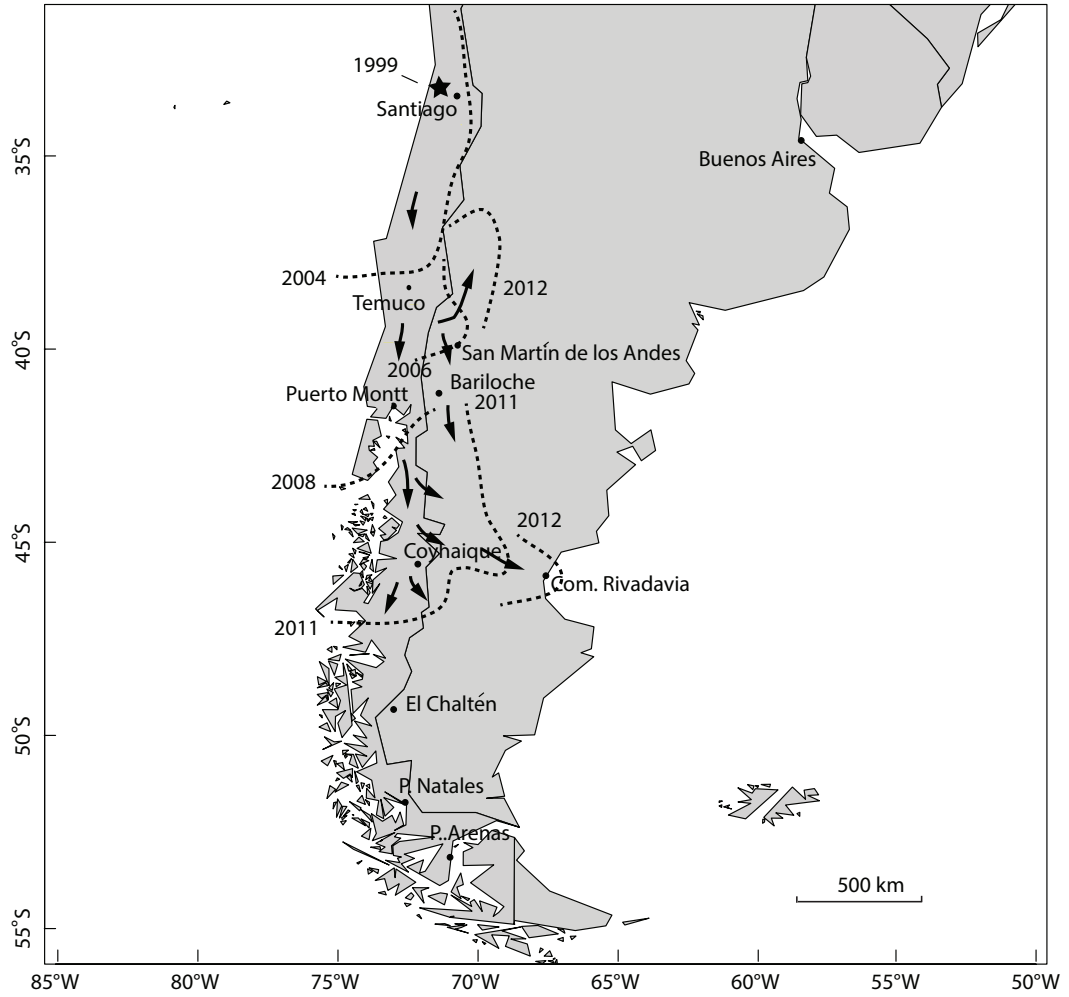 1999
Santiago
Buenos Aires
35°S
2004
2012
Temuco
40°S
San Martín de los Andes
2006
Bariloche
Puerto Montt
2011
2008
2012
45°S
Coyhaique
Com. Rivadavia
2011
El Chaltén
50°S
P. Natales
P..Arenas
500 km
55°S
85°W 80°W 75°W 70°W 65°W 60°W 55°W 50°W